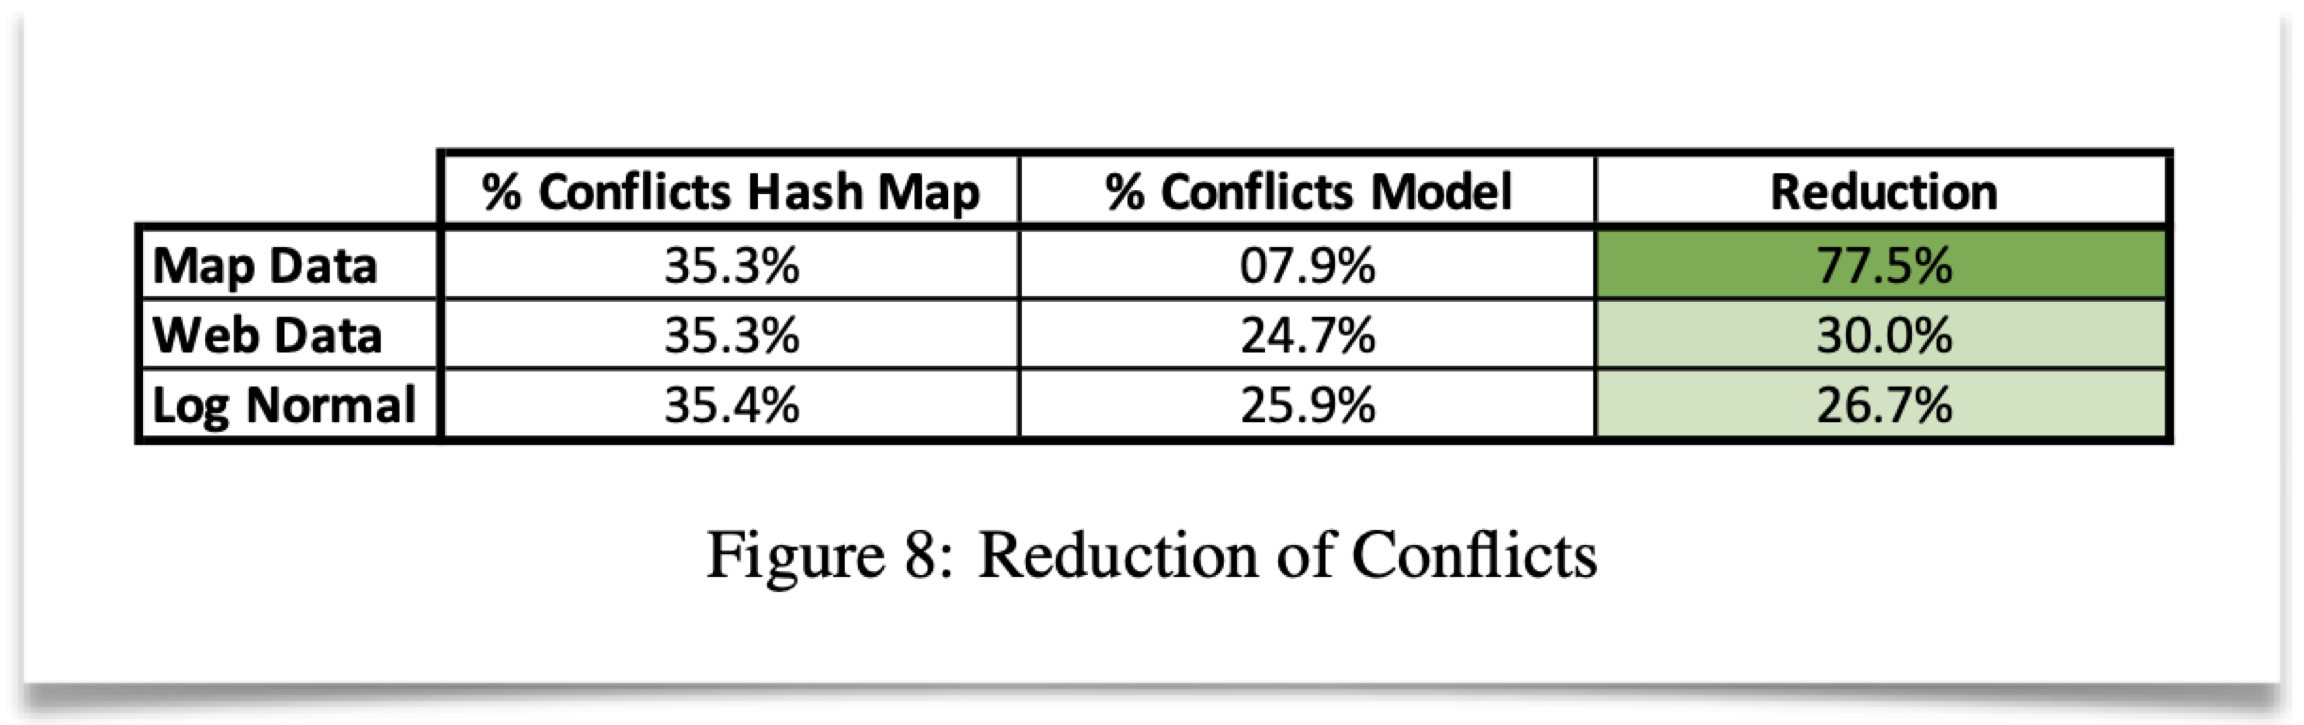 % Conflicts Hash Map % Conflicts Model Reduction
Map Data 35.3% 07.9% 77.5%
Web Data 35.3% 24.7% 30.0%
Log Normal 35.4% 25.9% 26.7%
Figure 8: Reduction of Conflicts